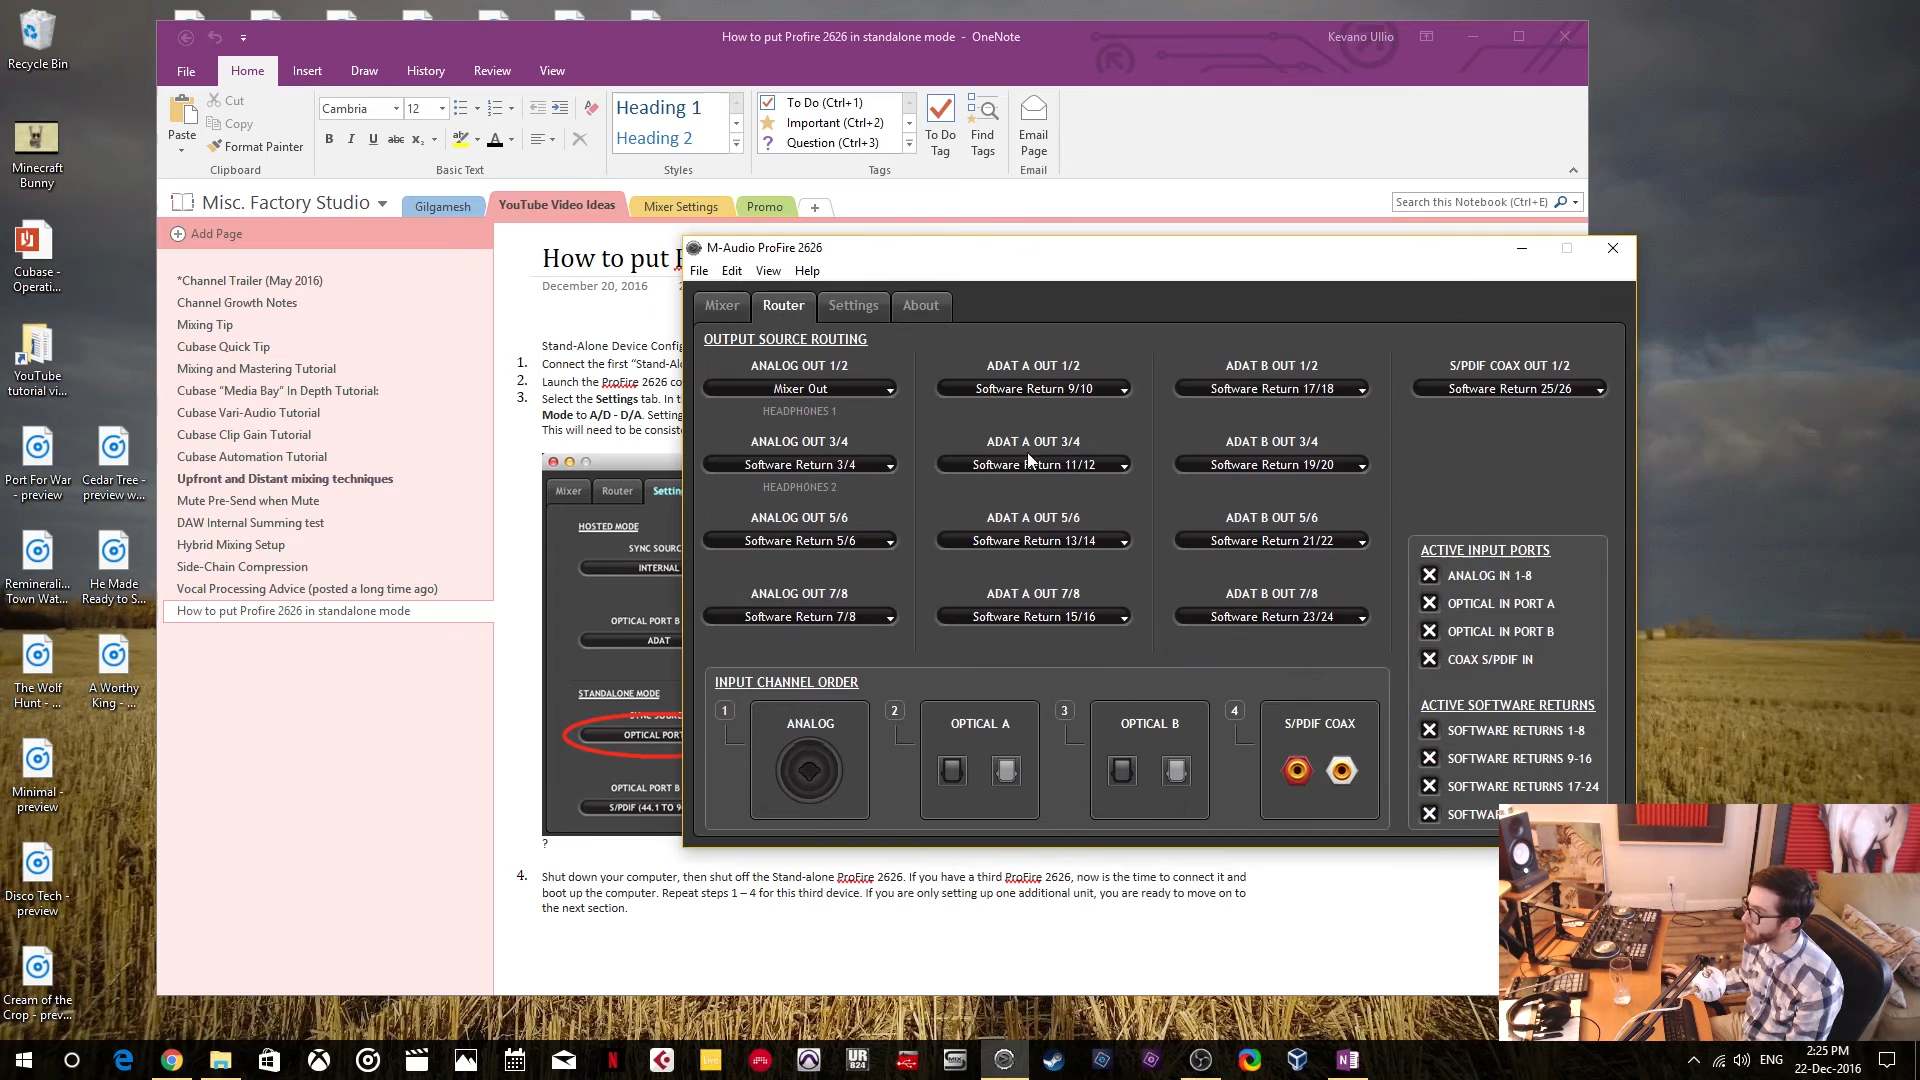 Recycle Bin
Minecraft
Bunny
Cubase -
Operati...
YouTube
tutorial vi...
Port For War
- preview
Cedar Tree -
preview w...
Reminerali...
Town Wat...
He Made
Ready to S...
The Wolf
Hunt - ...
A Worthy
King - ...
Minimal -
preview
Disco Tech -
preview
Cream of the
Crop - prev...
How to put Profire 2626 in standalone mode - OneNote
Kevano Ullio
File
Home
Insert
Draw
History
Review
View
Paste
Cut
Copy
Format Painter
Clipboard
Cambria
12
B I U abc x₂
Basic Text
Heading 1
Heading 2
Styles
To Do (Ctrl+1)
Important (Ctrl+2)
Question (Ctrl+3)
To Do
Tag
Find
Tags
Tags
Email
Page
Email
Misc. Factory Studio
Gilgamesh
YouTube Video Ideas
Mixer Settings
Promo
Search this Notebook (Ctrl+E)
Add Page
*Channel Trailer (May 2016)
Channel Growth Notes
Mixing Tip
Cubase Quick Tip
Mixing and Mastering Tutorial
Cubase "Media Bay" In Depth Tutorial:
Cubase Vari-Audio Tutorial
Cubase Clip Gain Tutorial
Cubase Automation Tutorial
Upfront and Distant mixing techniques
Mute Pre-Send when Mute
DAW Internal Summing test
Hybrid Mixing Setup
Side-Chain Compression
Vocal Processing Advice (posted a long time ago)
How to put Profire 2626 in standalone mode
How to put
December 20, 2016
Stand-Alone Device Config
1. Connect the first "Stand-Alo
2. Launch the ProFire 2626 co
3. Select the Settings tab. In th
Mode to A/D - D/A. Setting
This will need to be consiste
Mixer
Router
HOSTED MODE
SYNC SOURC
INTERNAL
OPTICAL PORT B
ADAT
STANDALONE MODE
OPTICAL PORT
OPTICAL PORT B
S/PDIF (44.1 TO 9
?
4. Shut down your computer, then shut off the Stand-alone ProFire 2626. If you have a third ProFire 2626, now is the time to connect it and
boot up the computer. Repeat steps 1 – 4 for this third device. If you are only setting up one additional unit, you are ready to move on to
the next section.
M-Audio ProFire 2626
File
Edit
View
Help
Mixer
Router
Settings
About
OUTPUT SOURCE ROUTING
ANALOG OUT 1/2
Mixer Out
HEADPHONES 1
ANALOG OUT 3/4
Software Return 3/4
HEADPHONES 2
ANALOG OUT 5/6
Software Return 5/6
ANALOG OUT 7/8
Software Return 7/8
ADAT A OUT 1/2
Software Return 9/10
ADAT A OUT 3/4
Software Return 11/12
ADAT A OUT 5/6
Software Return 13/14
ADAT A OUT 7/8
Software Return 15/16
ADAT B OUT 1/2
Software Return 17/18
ADAT B OUT 3/4
Software Return 19/20
ADAT B OUT 5/6
Software Return 21/22
ADAT B OUT 7/8
Software Return 23/24
S/PDIF COAX OUT 1/2
Software Return 25/26
ACTIVE INPUT PORTS
ANALOG IN 1-8
OPTICAL IN PORT A
OPTICAL IN PORT B
COAX S/PDIF IN
ACTIVE SOFTWARE RETURNS
SOFTWARE RETURNS 1-8
SOFTWARE RETURNS 9-16
SOFTWARE RETURNS 17-24
SOFTWA
INPUT CHANNEL ORDER
1
ANALOG
2
OPTICAL A
3
OPTICAL B
4
S/PDIF COAX
UR
824
ENG
2:25 PM
22-Dec-2016